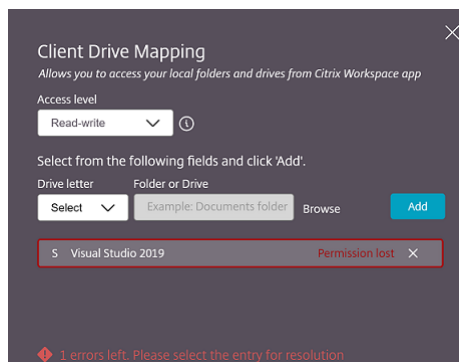 Client Drive Mapping
Allows you to access your local folders and drives from Citrix Workspace app
Access level
Read-write
Select from the following fields and click 'Add'.
Drive letter Folder or Drive
Select Example: Documents folder Browse Add
S Visual Studio 2019 Permission lost
1 errors left. Please select the entry for resolution